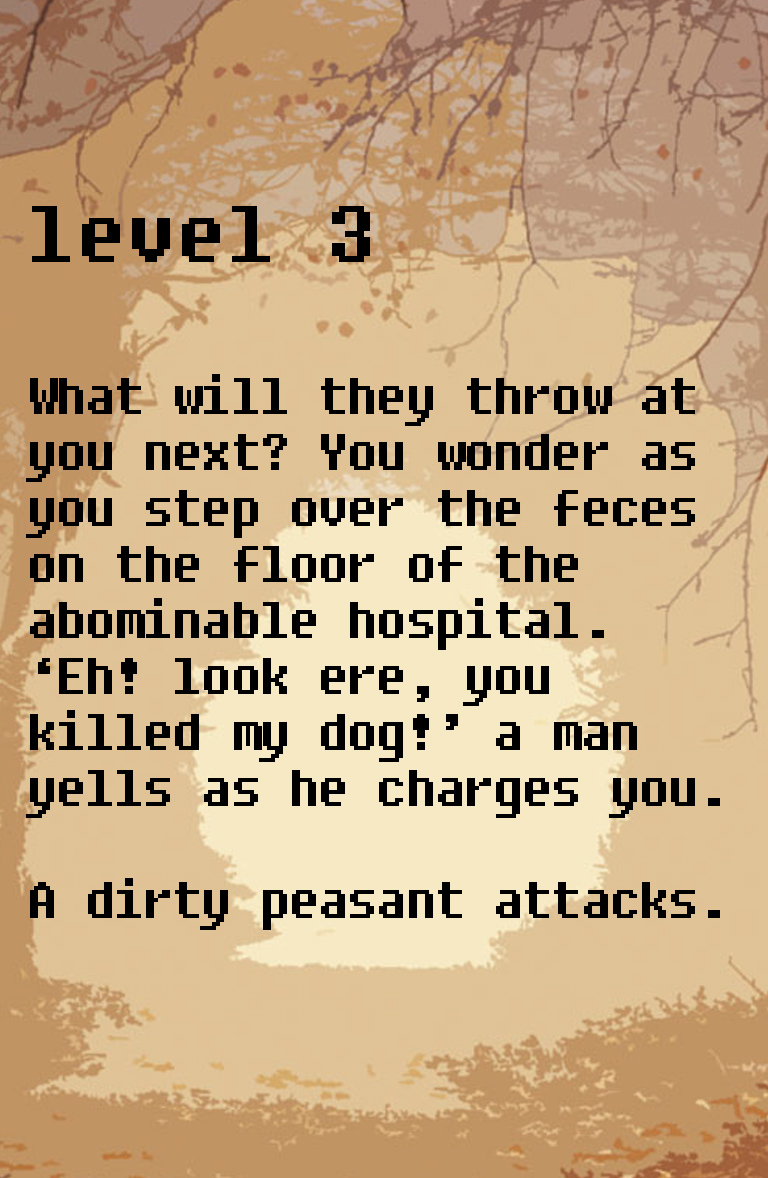 level 3
What will they throw at
you next? You wonder as
you step over the feces
on the floor of the
abominable hospital.
‘Eh! look ere, you
killed my dog!’ a man
yells as he charges you.
A dirty peasant attacks.